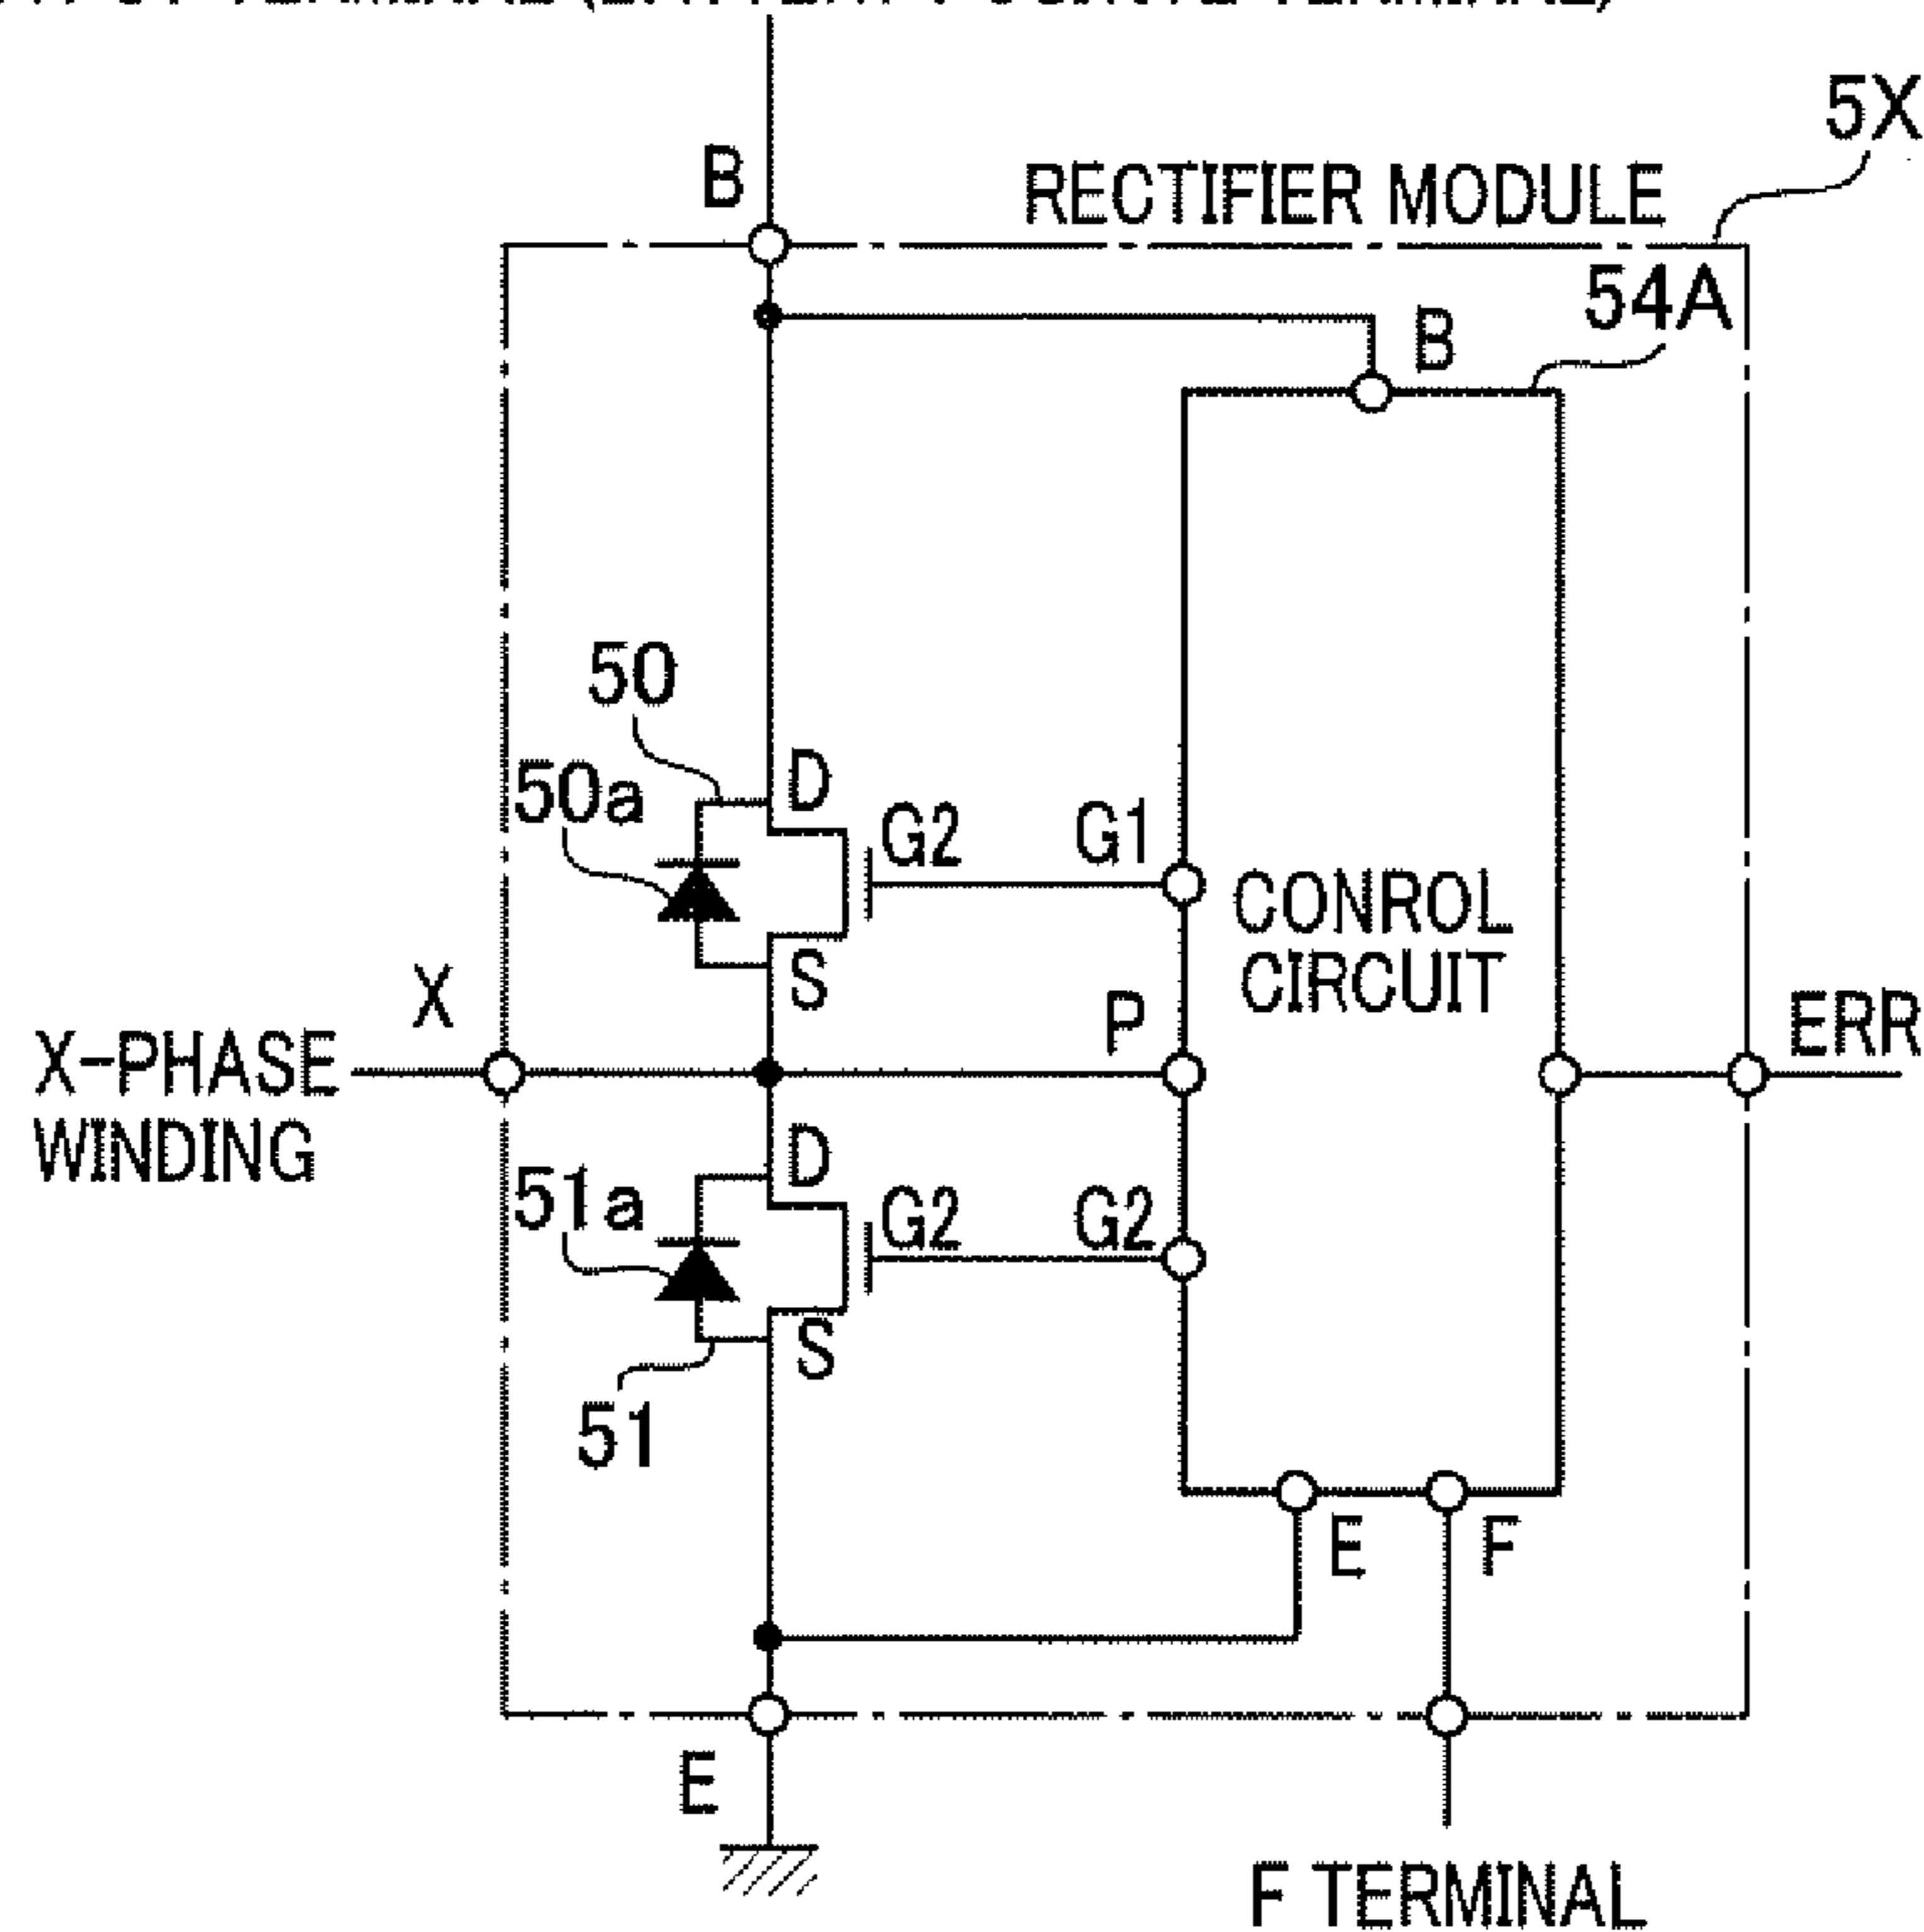 5X
B
RECTIFIER MODULE
54A
B
50
D
50a
G2
G1
CONROL
CIRCUIT
S
X
P
ERR
X-PHASE
WINDING
D
51a
G2
G2
S
51
E
F
E
F TERMINAL